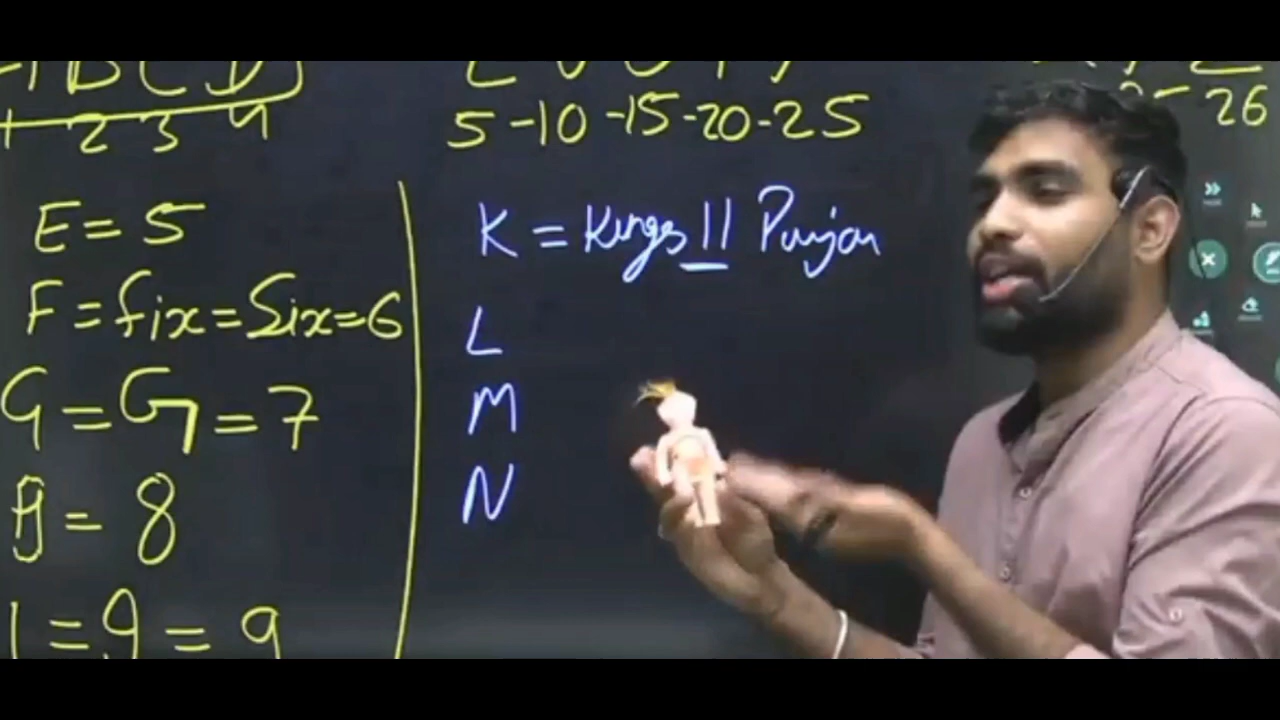 A B C D
1 2 3 4
E = 5
F = fix = Six = 6
G = G = 7
H = 8
I = 9 = 9
5-10-15-20-25
26
K = Kings 11 Punjab
L
M
N